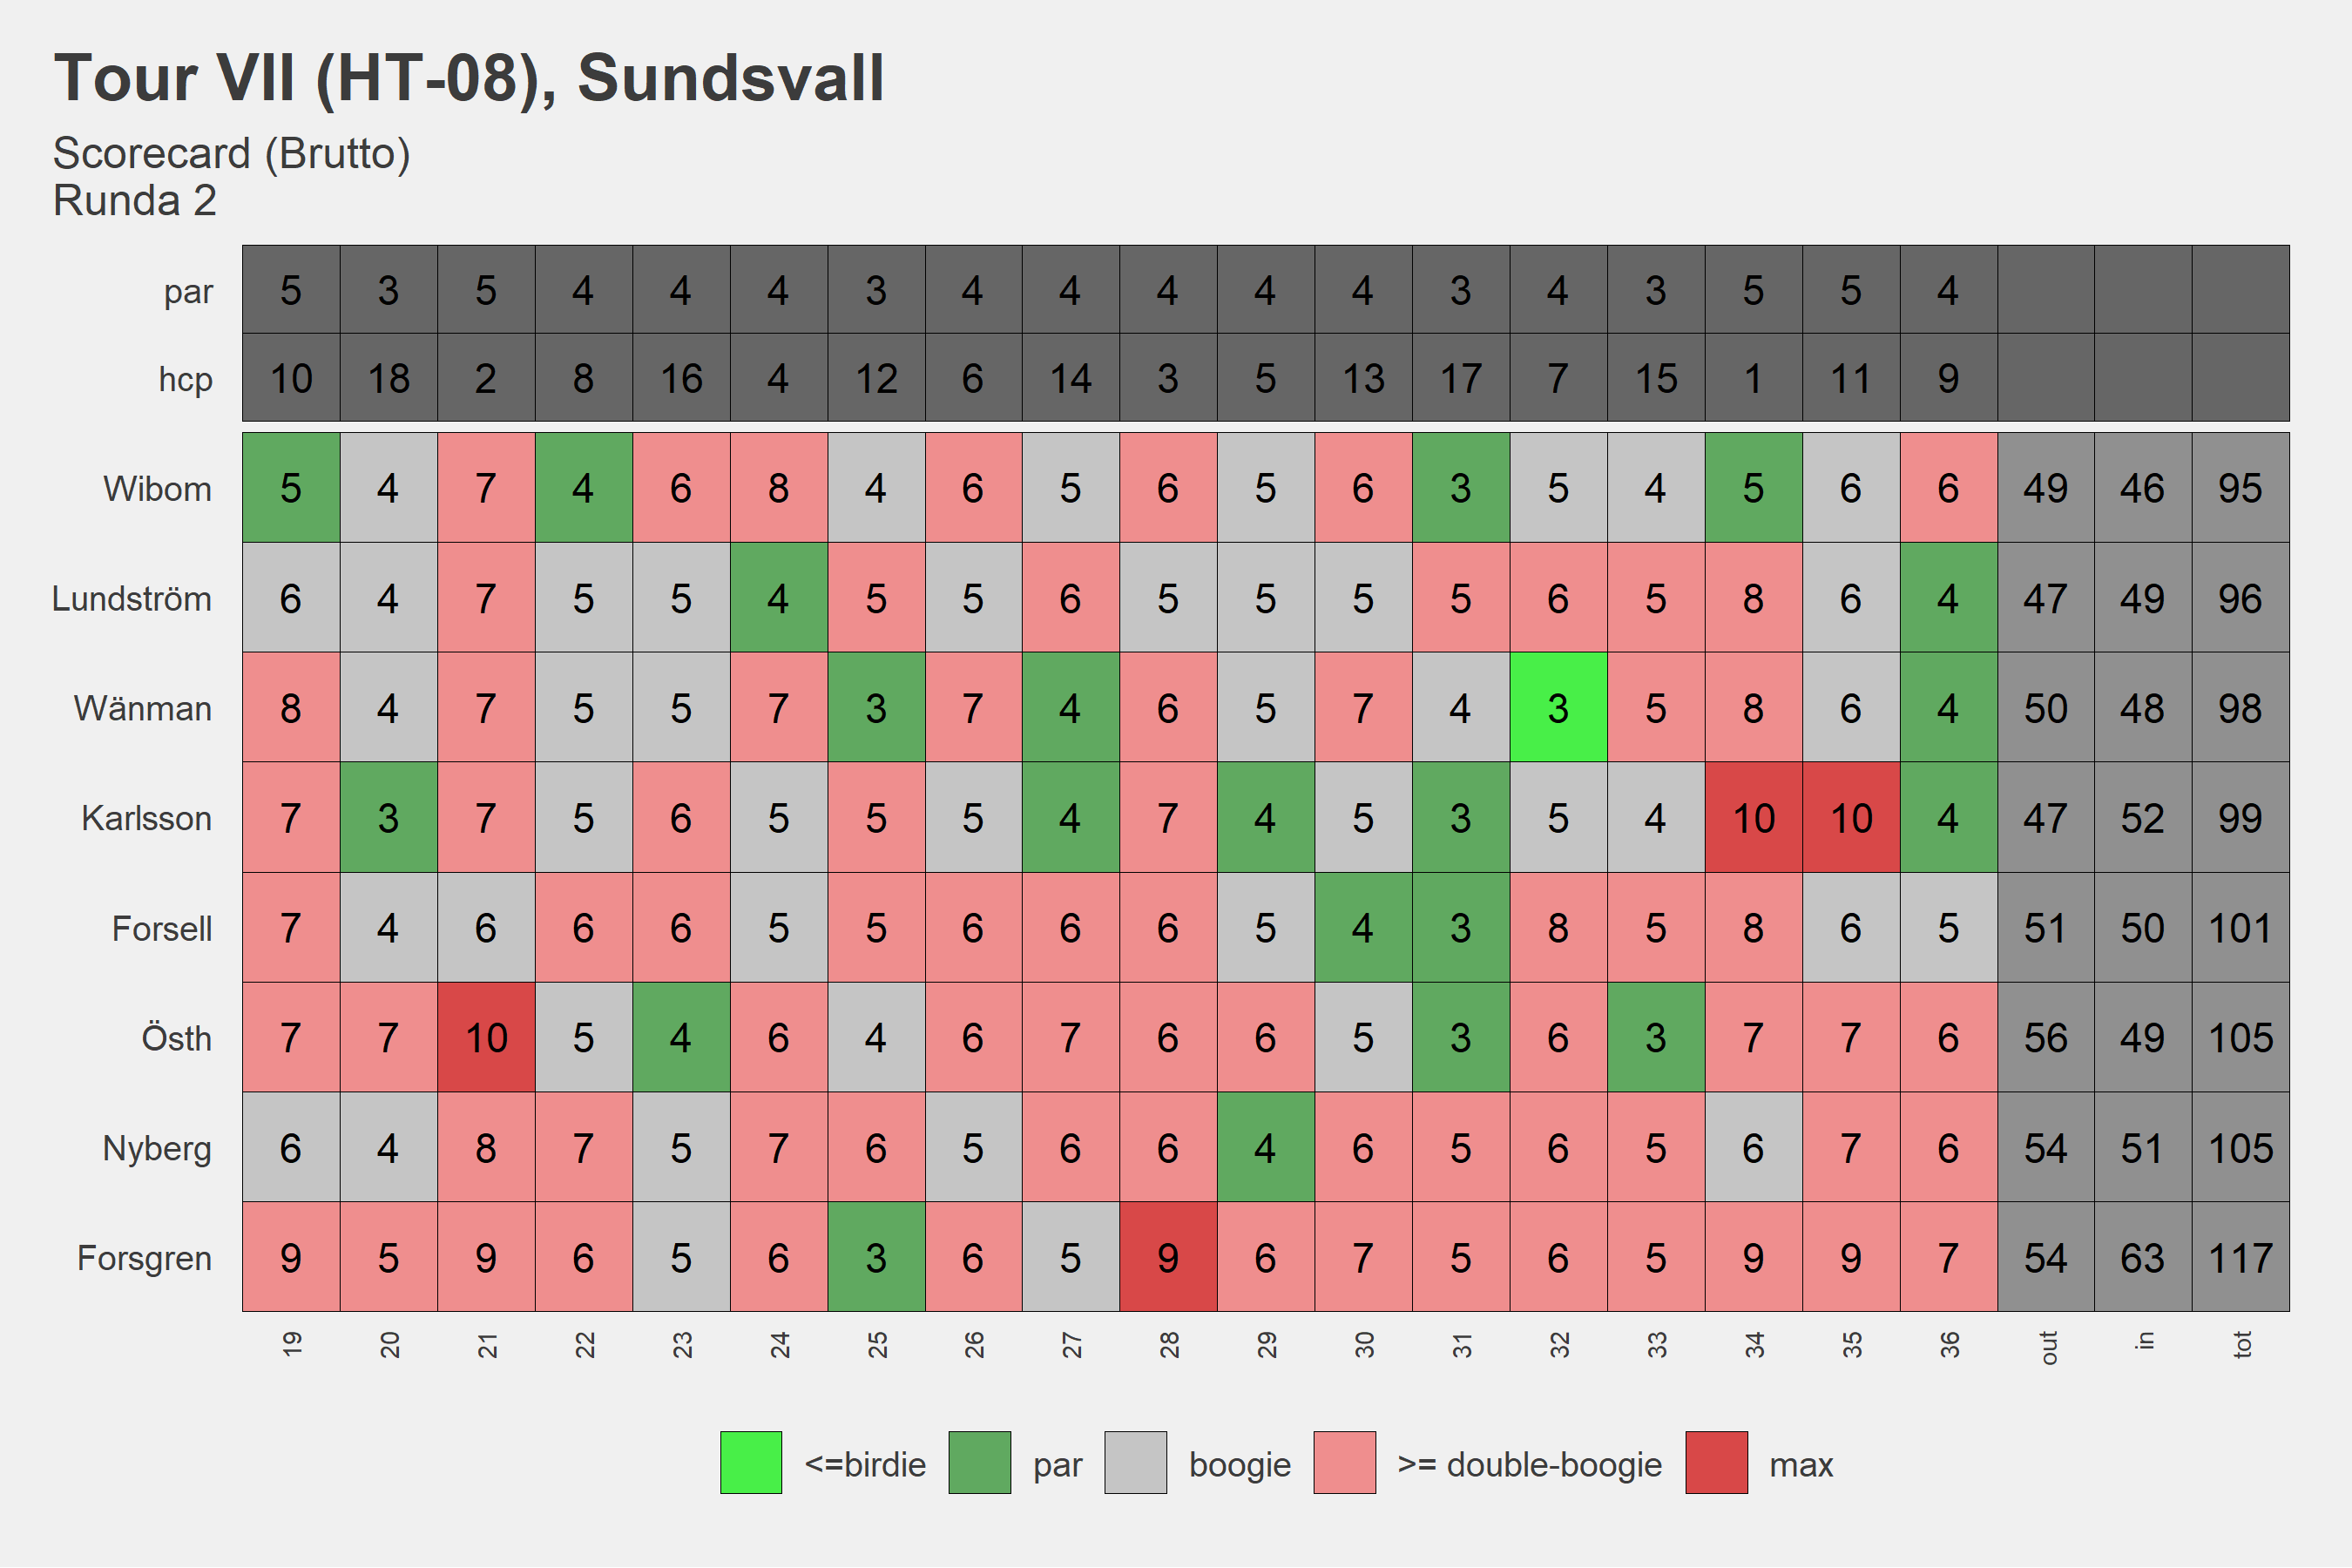 Tour VII (HT-08), Sundsvall
Scorecard (Brutto)
Runda 2
par 5 3 5 4 4 4 3 4 4 4 4 4 3 4 3 5 5 4
hcp 10 18 2 8 16 4 12 6 14 3 5 13 17 7 15 1 11 9
Wibom 5 4 7 4 6 8 4 6 5 6 5 6 3 5 4 5 6 6 49 46 95
Lundström 6 4 7 5 5 4 5 5 6 5 5 5 5 6 5 8 6 4 47 49 96
Wänman 8 4 7 5 5 7 3 7 4 6 5 7 4 3 5 8 6 4 50 48 98
Karlsson 7 3 7 5 6 5 5 5 4 7 4 5 3 5 4 10 10 4 47 52 99
Forsell 7 4 6 6 6 5 5 6 6 6 5 4 3 8 5 8 6 5 51 50 101
Östh 7 7 10 5 4 6 4 6 7 6 6 5 3 6 3 7 7 6 56 49 105
Nyberg 6 4 8 7 5 7 6 5 6 6 4 6 5 6 5 6 7 6 54 51 105
Forsgren 9 5 9 6 5 6 3 6 5 9 6 7 5 6 5 9 9 7 54 63 117
19 20 21 22 23 24 25 26 27 28 29 30 31 32 33 34 35 36 out in tot
<=birdie par boogie >= double-boogie max